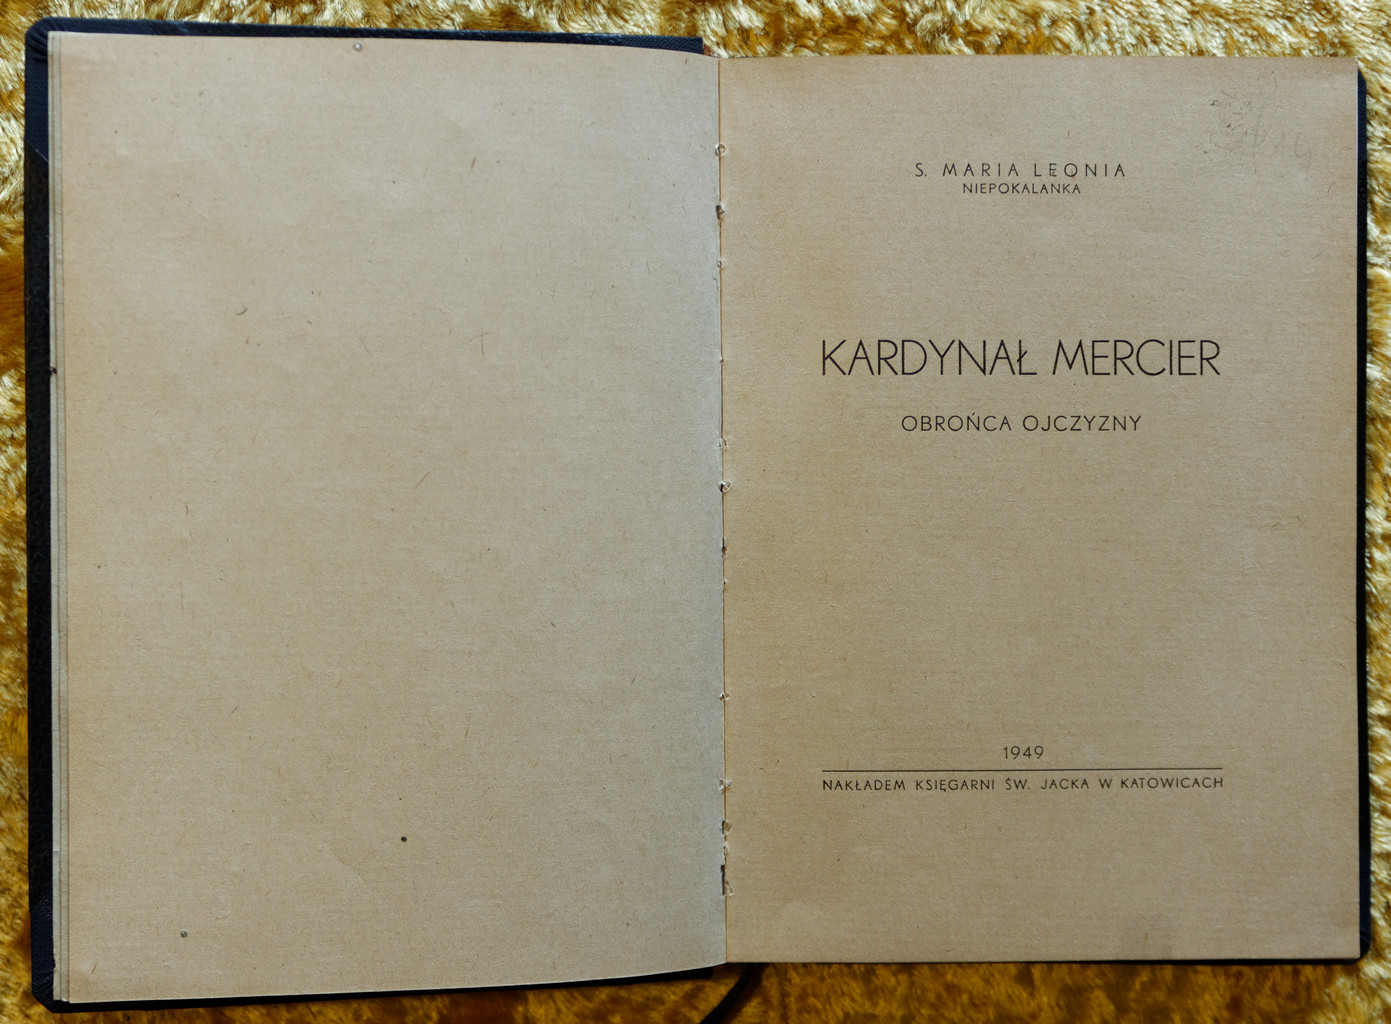 S. MARIA LEONIA
NIEPOKALANKA
KARDYNAŁ MERCIER
OBROŃCA OJCZYZNY
1949
NAKŁADEM KSIĘGARNI ŚW. JACKA W KATOWICACH